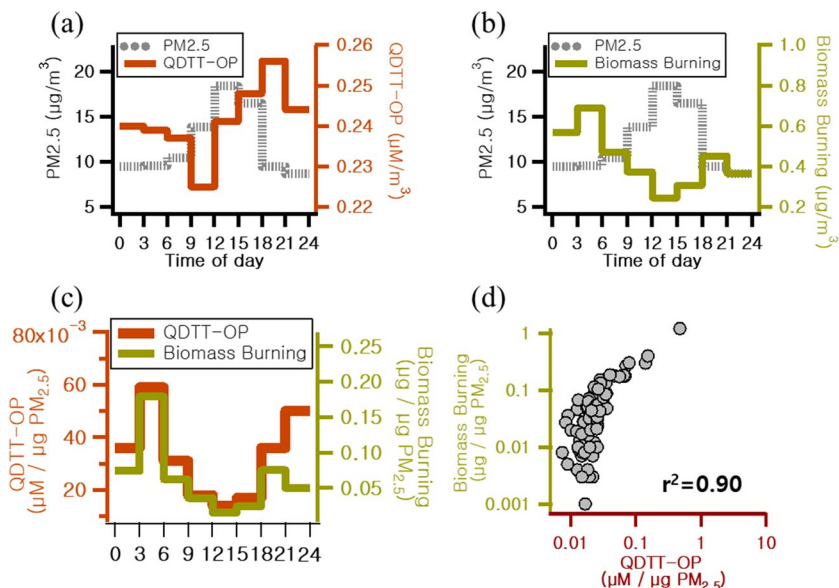 (a)
PM2.5
QDTT-OP
PM2.5 (μg/m³)
20
15
10
5
0.26
0.25
0.24
0.23
0.22
QDTT-OP (μM/m³)
0 3 6 9 12 15 18 21 24
Time of day
(b)
PM2.5
Biomass Burning
PM2.5 (μg/m³)
20
15
10
5
1.0
0.8
0.6
0.4
0.2
Biomass Burning (μg/m³)
0 3 6 9 12 15 18 21 24
Time of day
(c)
QDTT-OP
Biomass Burning
QDTT-OP
(μM / μg PM₂.₅)
80x10⁻³
60
40
20
0.25
0.20
0.15
0.10
0.05
Biomass Burning
(μg / μg PM₂.₅)
0 3 6 9 12 15 18 21 24
(d)
Biomass Burning
(μg / μg PM₂.₅)
1
0.1
0.01
0.001
r²=0.90
0.01 0.1 1 10
QDTT-OP
(μM / μg PM₂.₅)